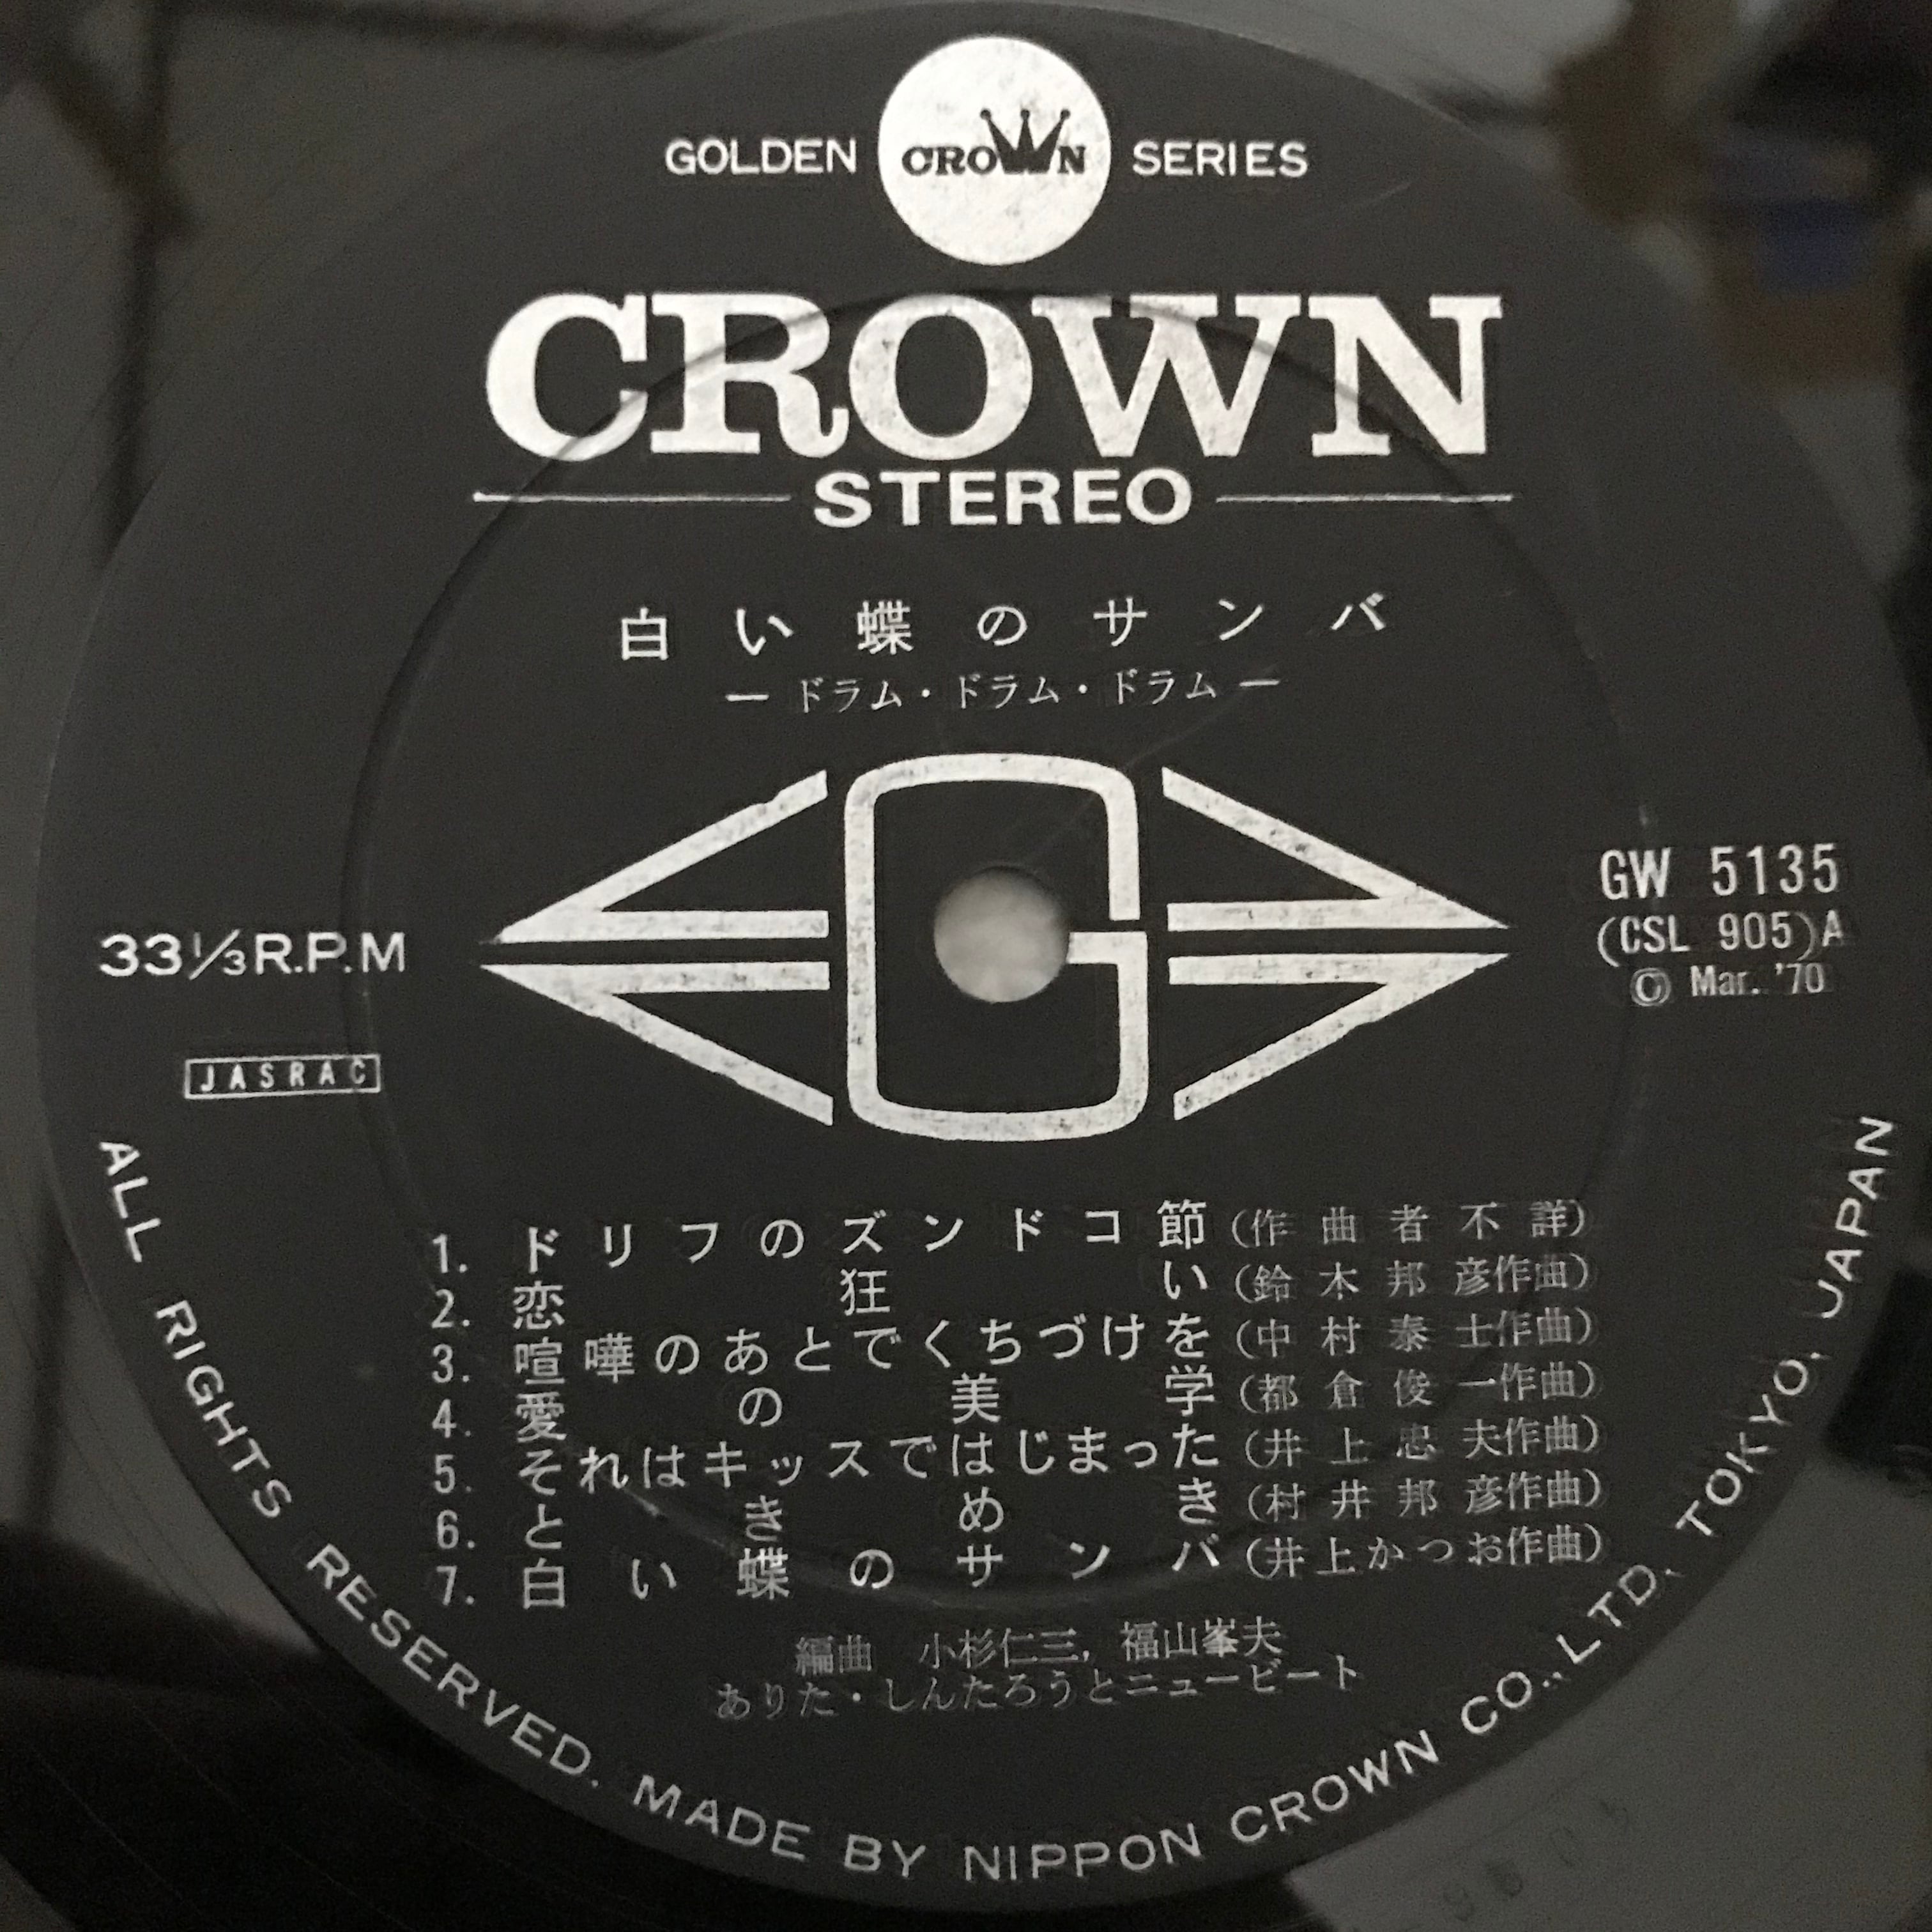 GOLDEN CROWN SERIES
CROWN
STEREO
白い蝶のサンバ
— ドラム・ドラム・ドラム —
G
33⅓ R.P.M
GW 5135
(CSL 905)A
© Mar. '70
JASRAC
1. ドリフのズンドコ節(作曲者不詳)
2. 恋狂い(鈴木邦彦作曲)
3. 喧嘩のあとでくちづけを(中村泰士作曲)
4. 愛の美学(都倉俊一作曲)
5. それはキッスではじまった(井上忠夫作曲)
6. ときめき(村井邦彦作曲)
7. 白い蝶のサンバ(井上かつお作曲)
編曲 小杉仁三, 福山峯夫
ありた・しんたろうとニュービート
ALL RIGHTS RESERVED. MADE BY NIPPON CROWN CO., LTD, TOKYO, JAPAN